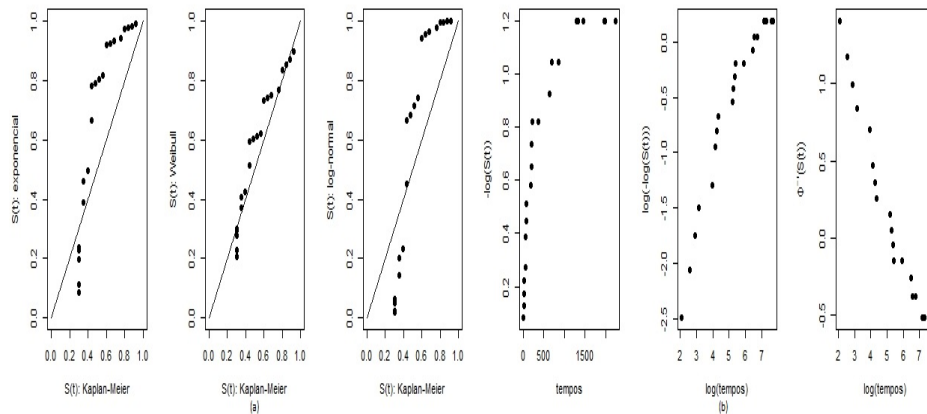 S(t): exponencial
0.0 0.2 0.4 0.6 0.8 1.0
0.0 0.2 0.4 0.6 0.8 1.0
S(t): Kaplan-Meier
S(t): Weibull
0.0 0.2 0.4 0.6 0.8 1.0
0.0 0.2 0.4 0.6 0.8 1.0
S(t): Kaplan-Meier
(a)
S(t): log-normal
0.0 0.2 0.4 0.6 0.8 1.0
0.0 0.2 0.4 0.6 0.8 1.0
S(t): Kaplan-Meier
-log(S(t))
0.2 0.4 0.6 0.8 1.0 1.2
0 500 1500
tempos
log(-log(S(t)))
-2.5 -2.0 -1.5 -1.0 -0.5 0.0
2 3 4 5 6 7
log(tempos)
(b)
Φ⁻¹(S(t))
-0.5 0.0 0.5 1.0
2 3 4 5 6 7
log(tempos)